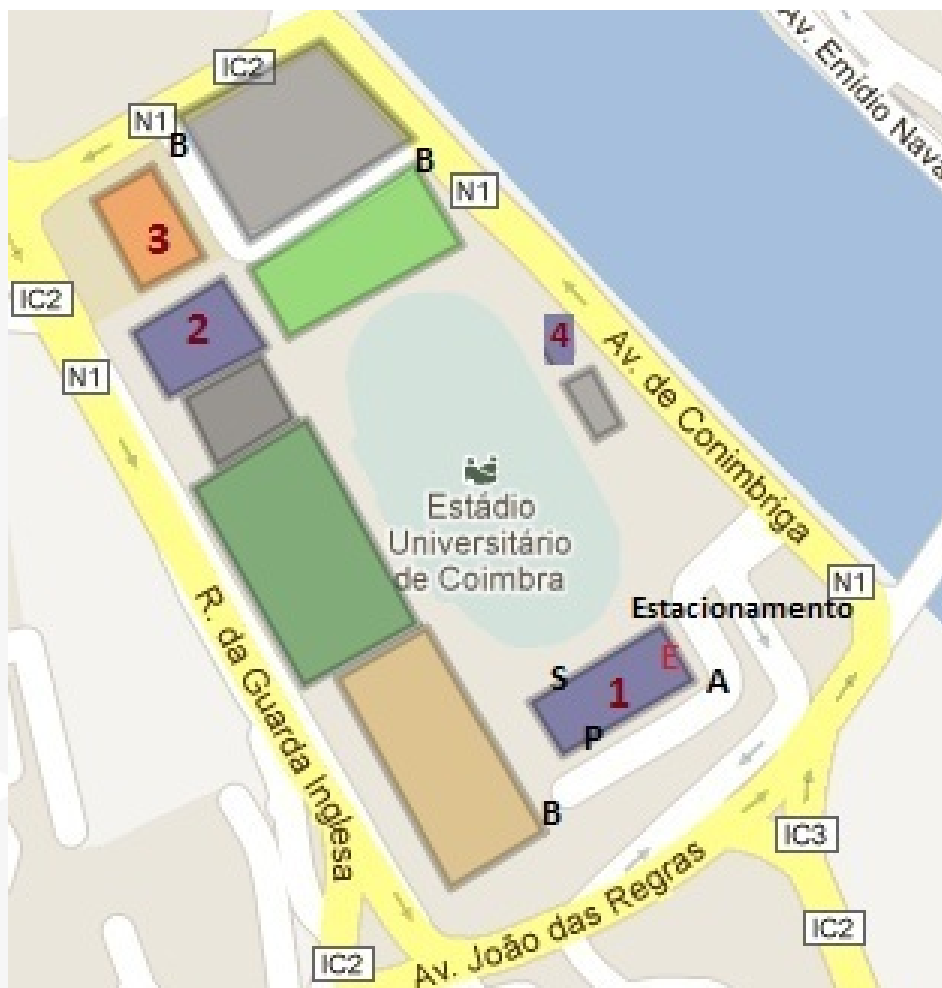 IC2
N1
B
B
N1
Av. Emídio Nava
3
IC2
2
4
N1
Av. de Conimbriga
Estádio
Universitário
de Coimbra
N1
Estacionamento
R. da Guarda Inglesa
E
S
1
A
P
B
IC3
Av. João das Regras
IC2
IC2